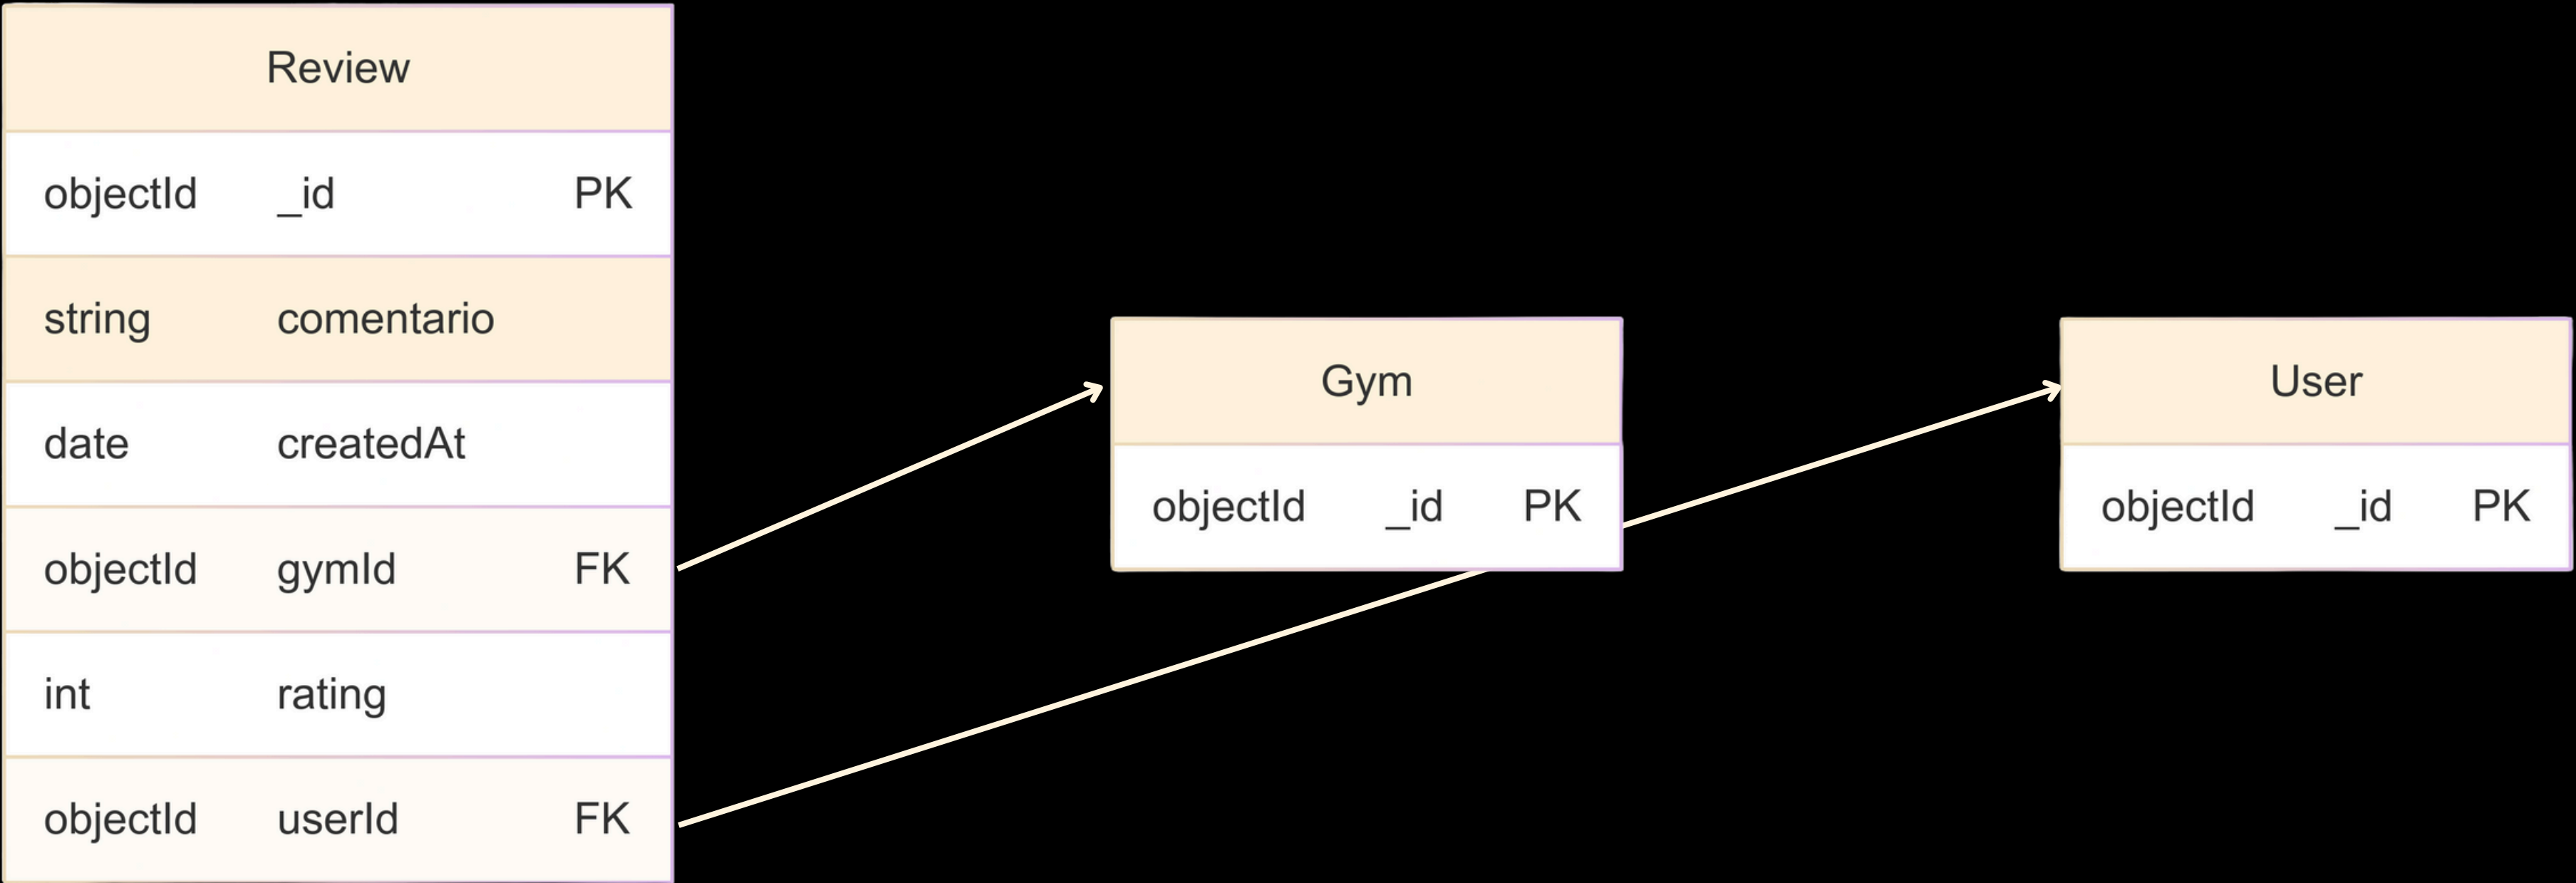 Review
objectId _id PK
string comentario
date createdAt
objectId gymId FK
int rating
objectId userId FK
Gym
objectId _id PK
User
objectId _id PK